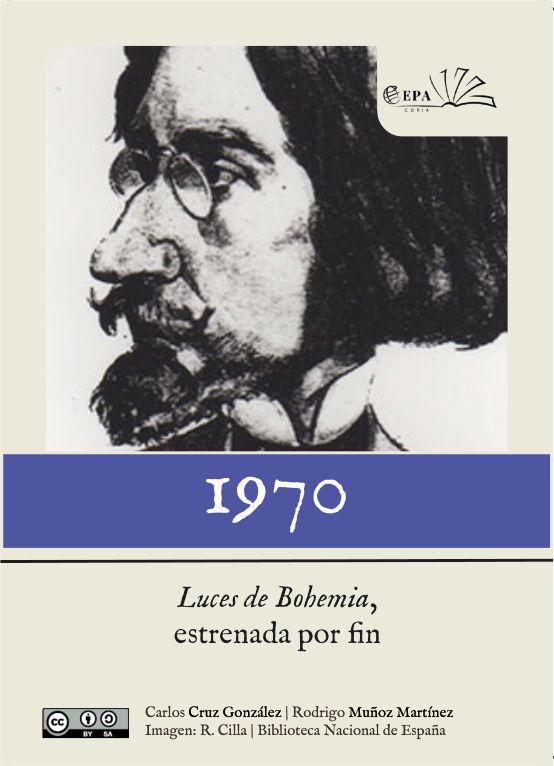 EPA
CORIA
1970
Luces de Bohemia,
estrenada por fin
Carlos Cruz González | Rodrigo Muñoz Martínez
Imagen: R. Cilla | Biblioteca Nacional de España
cc
BY SA